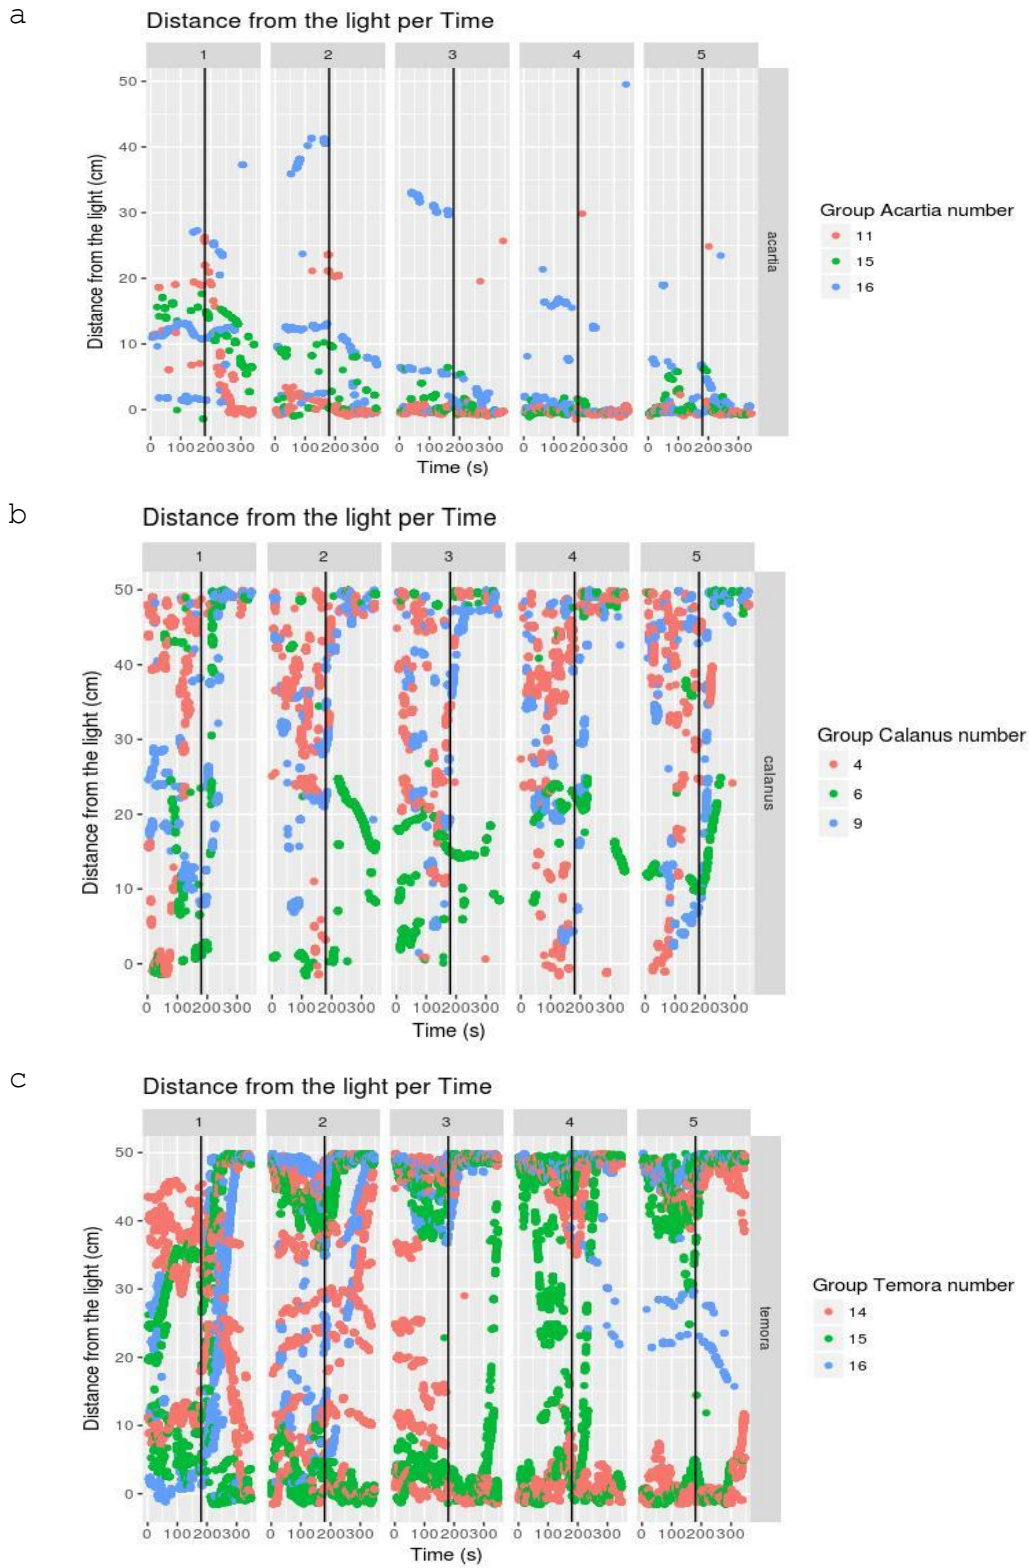 a
Distance from the light per Time
1 2 3 4 5
50
40
30
20
10
0
Distance from the light (cm)
acartia
0 100200300 0 100200300 0 100200300 0 100200300 0 100200300
Time (s)
Group Acartia number
11
15
16
b
Distance from the light per Time
1 2 3 4 5
50
40
30
20
10
0
Distance from the light (cm)
calanus
0 100200300 0 100200300 0 100200300 0 100200300 0 100200300
Time (s)
Group Calanus number
4
6
9
c
Distance from the light per Time
1 2 3 4 5
50
40
30
20
10
0
Distance from the light (cm)
temora
0 100200300 0 100200300 0 100200300 0 100200300 0 100200300
Time (s)
Group Temora number
14
15
16